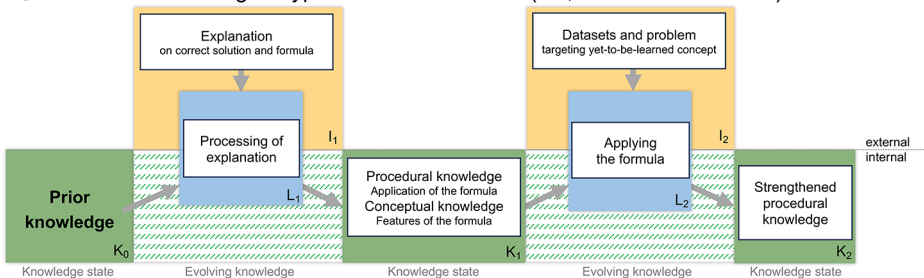 Explanation
on correct solution and formula
I1
Processing of
explanation
L1
Prior
knowledge
K0
Procedural knowledge
Application of the formula
Conceptual knowledge
Features of the formula
K1
Datasets and problem
targeting yet-to-be-learned concept
I2
Applying
the formula
L2
Strengthened
procedural
knowledge
K2
external
internal
Knowledge state
Evolving knowledge
Knowledge state
Evolving knowledge
Knowledge state